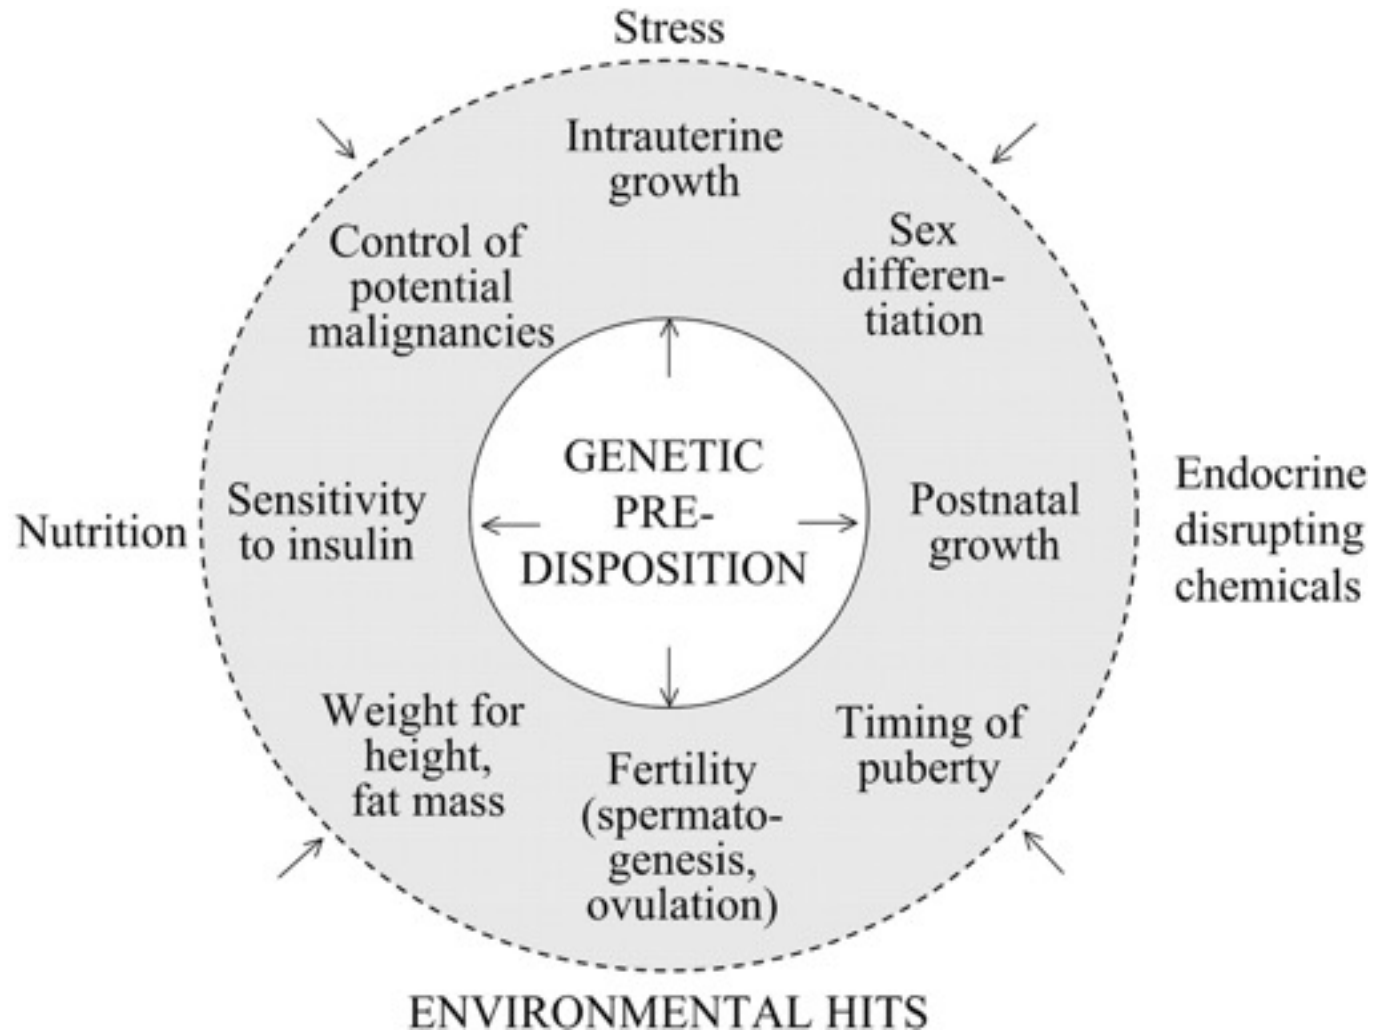 Stress
Intrauterine
growth
Control of
potential
malignancies
Sex
differen-
tiation
GENETIC
PRE-
DISPOSITION
Nutrition
Sensitivity
to insulin
Postnatal
growth
Endocrine
disrupting
chemicals
Weight for
height,
fat mass
Fertility
(spermato-
genesis,
ovulation)
Timing of
puberty
ENVIRONMENTAL HITS